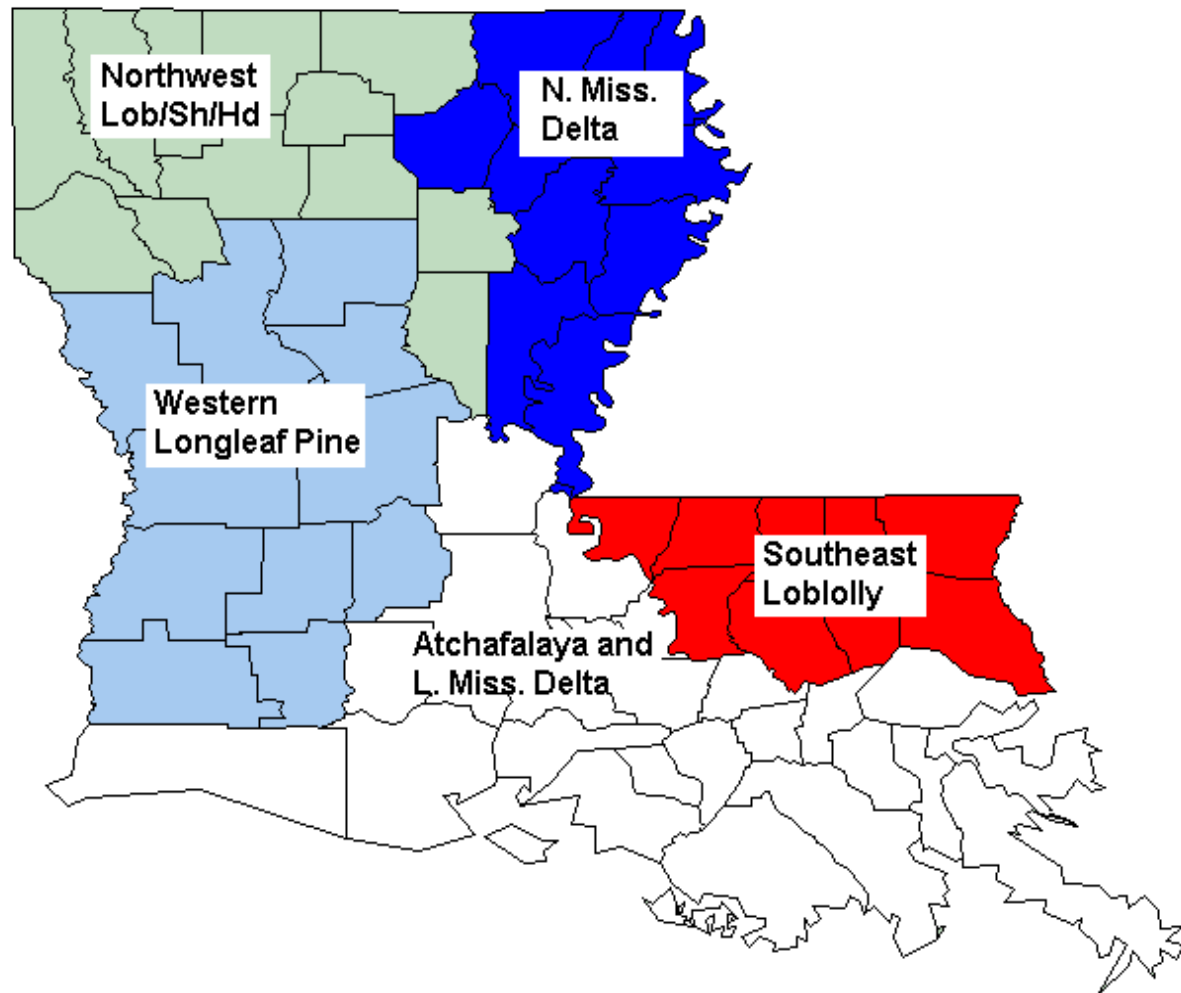 Northwest
Lob/Sh/Hd
N. Miss.
Delta
Western
Longleaf Pine
Southeast
Loblolly
Atchafalaya and
L. Miss. Delta